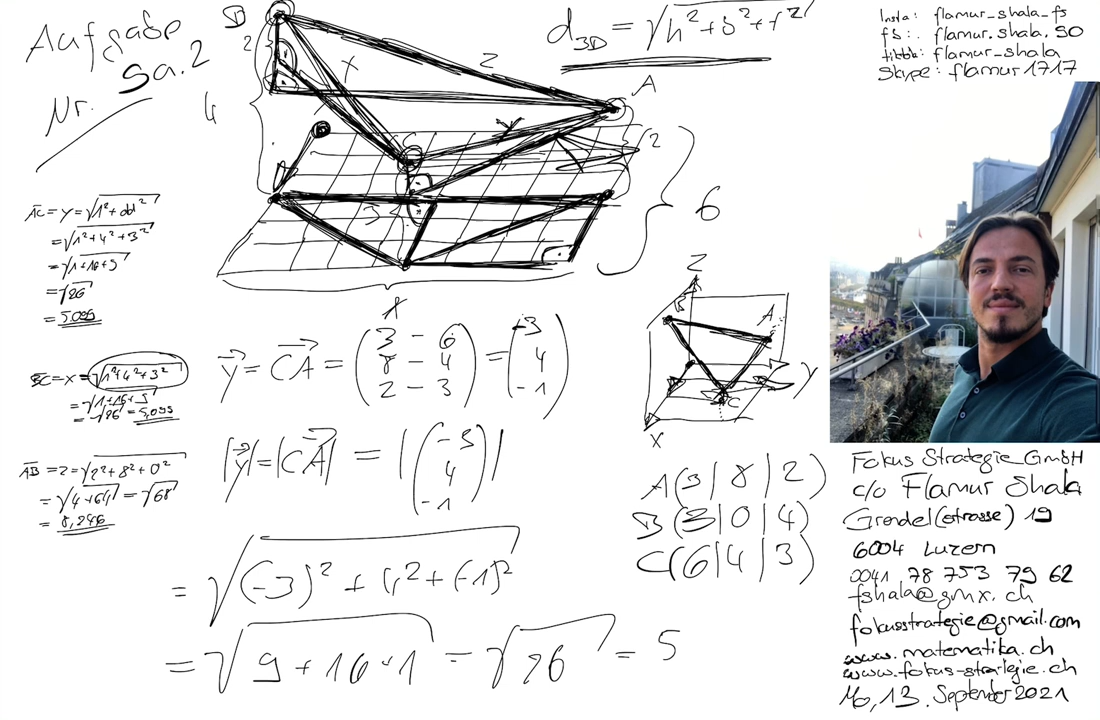 Aufgabe
5a.2
Nr.
B
2
4
x
z
A
y
2
3
6
d3D = √h²+b²+t²
Insta: flamur_shala_fs
fb:. flamur.shala.50
tiktok: flamur_shala
Skype: flamur1717
AC = y = √1²+dd²
= √1²+4²+3²
= √1+16+9
= √26
= 5,099
BC = x = √1²+4²+3²
= √1+16+9
= √26 = 5,099
AB = z = √2²+8²+0²
= √4+64 = √68
= 8,246
y = CA = (3 - 6
8 - 4
2 - 3) = (-3
4
-1)
|y| = |CA| = |(-3
4
-1)|
= √(-3)² + 4² + (-1)²
= √9 + 16 + 1 = √26 = 5
Z
B
A
C
y
x
A(3|8|2)
B(3|0|4)
C(6|4|3)
Fokus Strategie GmbH
c/o Flamur Shala
Grendel(strasse) 19
6004 Luzern
0041 78 753 79 62
fshala@gmx.ch
fokusstrategie@gmail.com
www.matematika.ch
www.fokus-strategie.ch
Mo, 13. September 2021